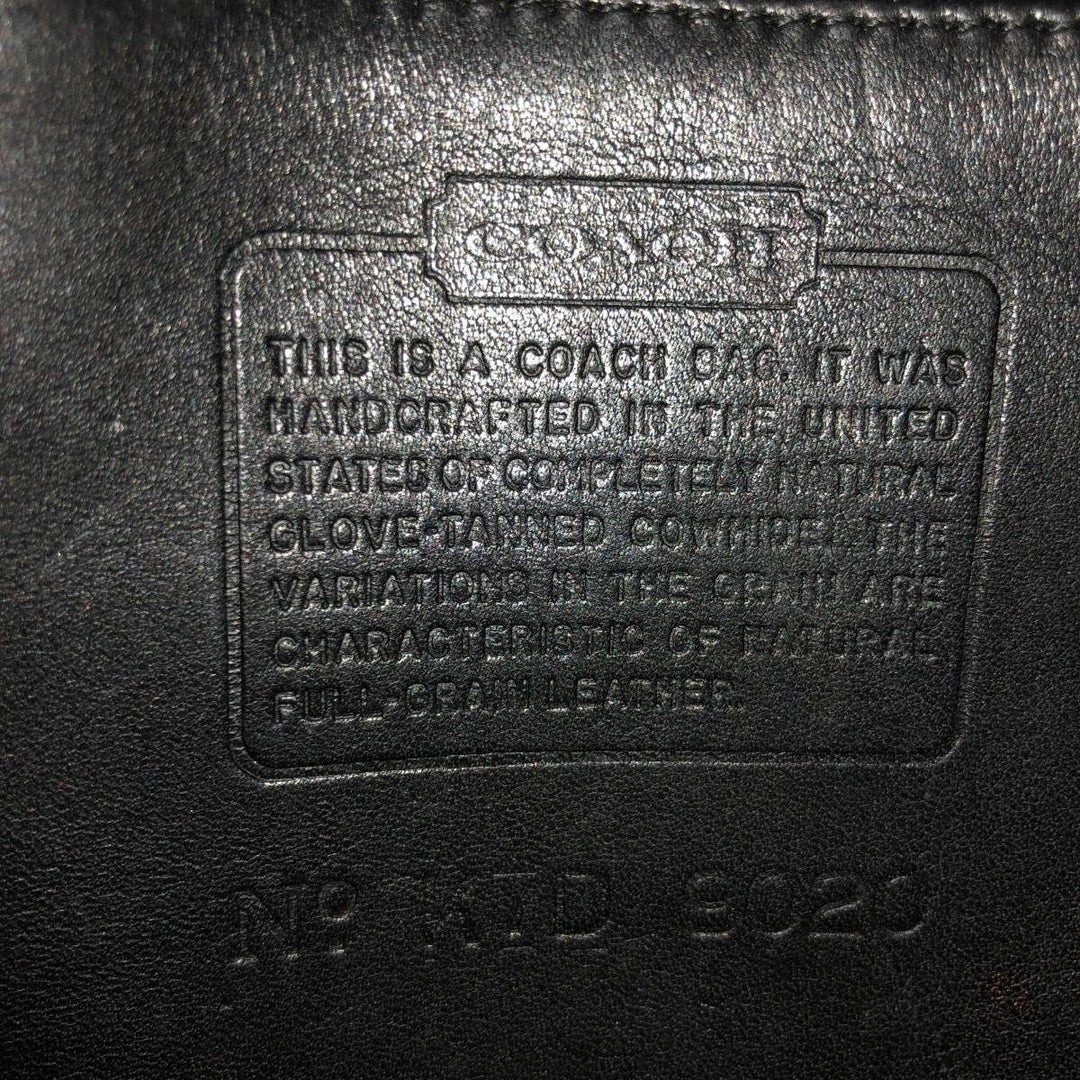 COACH
THIS IS A COACH BAG. IT WAS
HANDCRAFTED IN THE UNITED
STATES OF COMPLETELY NATURAL
GLOVE-TANNED COWHIDE. THE
VARIATIONS IN THE GRAIN ARE
CHARACTERISTIC OF NATURAL
FULL-GRAIN LEATHER.
Nº